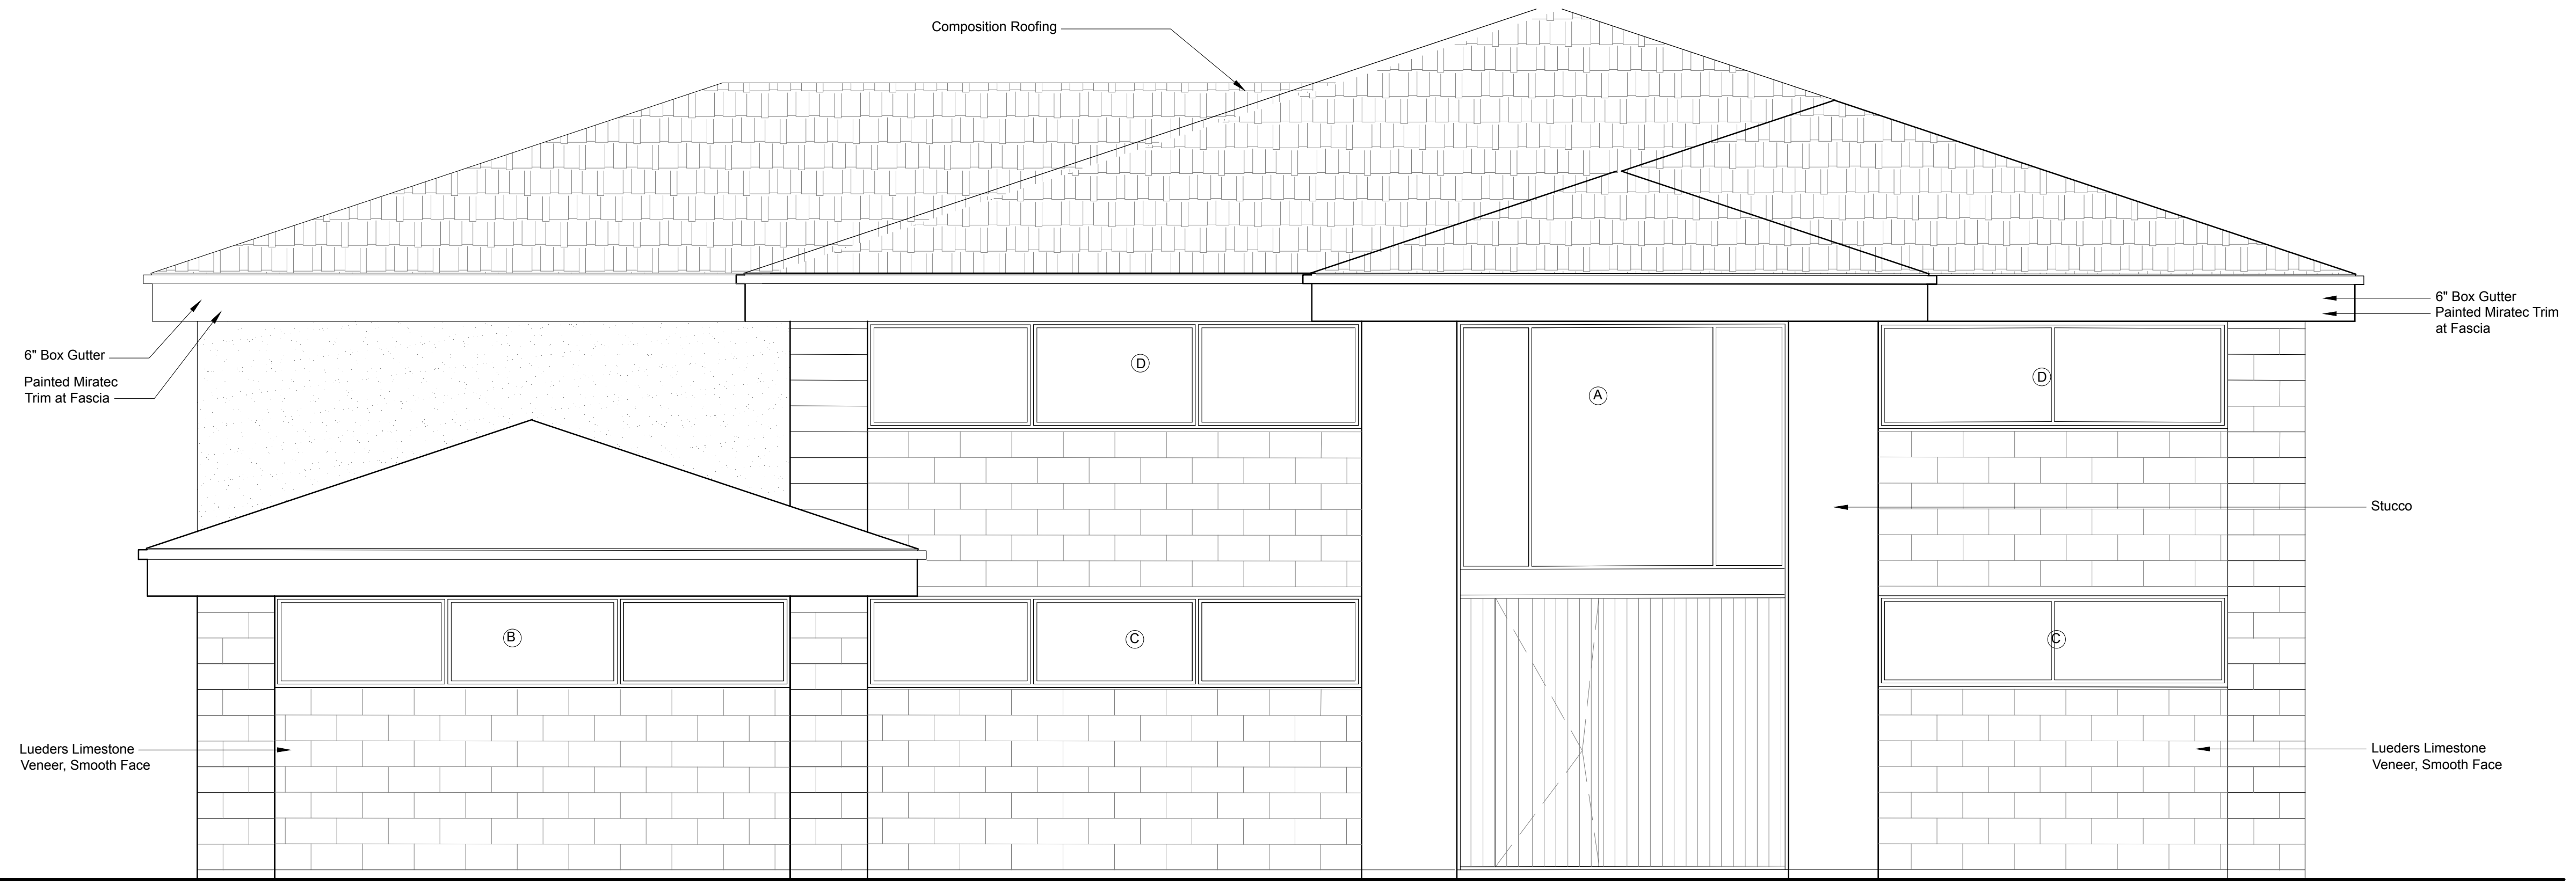 Composition Roofing
6" Box Gutter
Painted Miratec Trim
at Fascia
6" Box Gutter
Painted Miratec
Trim at Fascia
D
D
A
Stucco
B
C
C
Lueders Limestone
Veneer, Smooth Face
Lueders Limestone
Veneer, Smooth Face